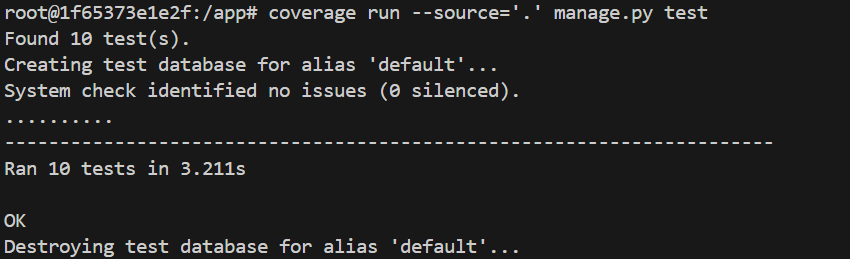 root@1f65373e1e2f:/app# coverage run --source='.' manage.py test
Found 10 test(s).
Creating test database for alias 'default'...
System check identified no issues (0 silenced).
..........
----------------------------------------------------------------------
Ran 10 tests in 3.211s

OK
Destroying test database for alias 'default'...